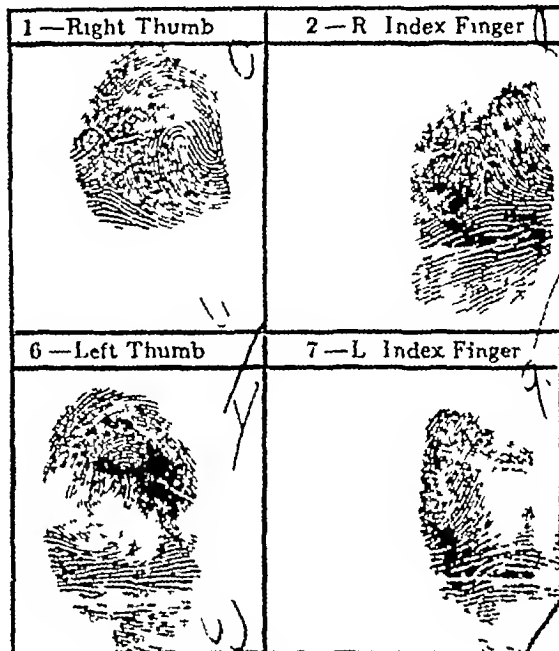 1—Right Thumb
2—R Index Finger
6—Left Thumb
7—L Index Finger